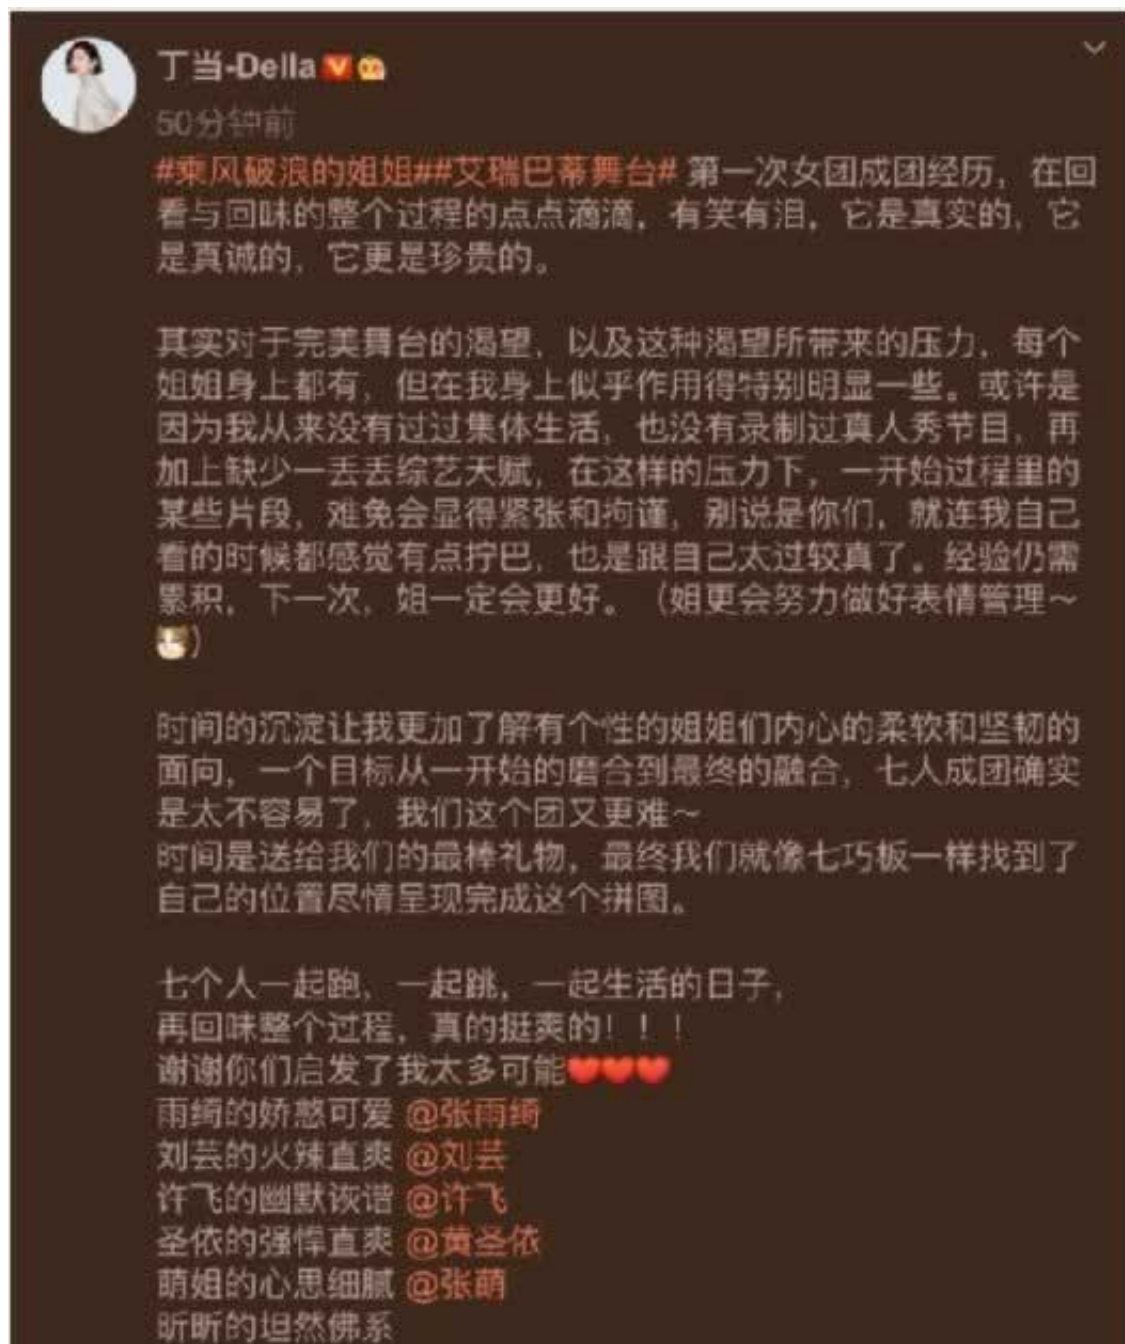 丁当-Della
50分钟前
#乘风破浪的姐姐##艾瑞巴蒂舞台# 第一次女团成团经历，在回
看与回味的整个过程的点点滴滴，有笑有泪，它是真实的，它
是真诚的，它更是珍贵的。
其实对于完美舞台的渴望，以及这种渴望所带来的压力，每个
姐姐身上都有，但在我身上似乎作用得特别明显一些。或许是
因为我从来没有过过集体生活，也没有录制过真人秀节目，再
加上缺少一丢丢综艺天赋，在这样的压力下，一开始过程里的
某些片段，难免会显得紧张和拘谨，别说是你们，就连我自己
看的时候都感觉有点拧巴，也是跟自己太过较真了。经验仍需
累积，下一次，姐一定会更好。（姐更会努力做好表情管理～
）
时间的沉淀让我更加了解有个性的姐姐们内心的柔软和坚韧的
面向，一个目标从一开始的磨合到最终的融合，七人成团确实
是太不容易了，我们这个团又更难～
时间是送给我们的最棒礼物，最终我们就像七巧板一样找到了
自己的位置尽情呈现完成这个拼图。
七个人一起跑，一起跳，一起生活的日子，
再回味整个过程，真的挺爽的！！！
谢谢你们启发了我太多可能❤❤❤
雨绮的娇憨可爱 @张雨绮
刘芸的火辣直爽 @刘芸
许飞的幽默诙谐 @许飞
圣依的强悍直爽 @黄圣依
萌姐的心思细腻 @张萌
昕昕的坦然佛系